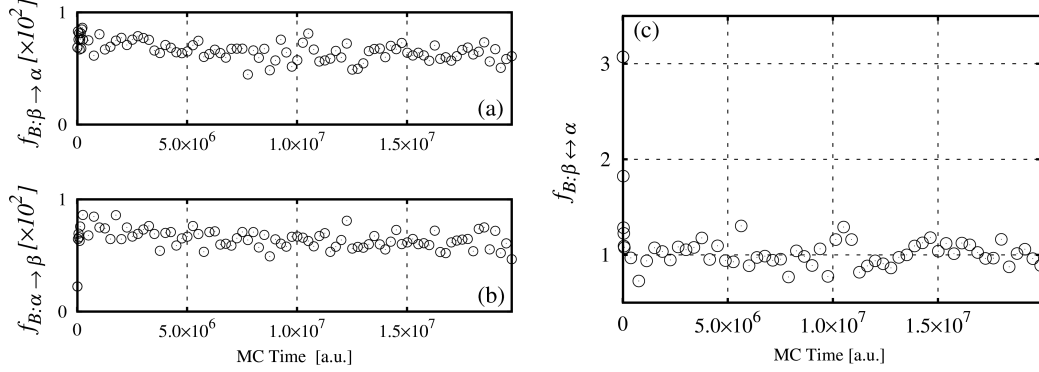 1
0
f_{B:β→α} [×10²]
(a)
0
5.0×10⁶
1.0×10⁷
1.5×10⁷
1
0
f_{B:α→β} [×10²]
(b)
0
5.0×10⁶
1.0×10⁷
1.5×10⁷
MC Time [a.u.]
(c)
3
2
1
f_{B:β↔α}
0
5.0×10⁶
1.0×10⁷
1.5×10⁷
MC Time [a.u.]